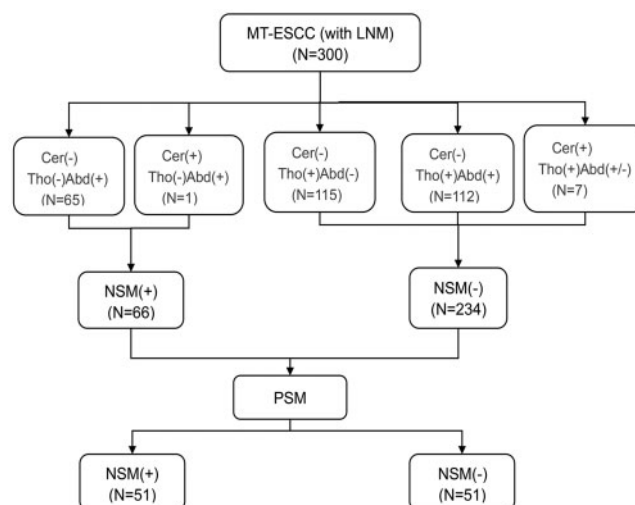 MT-ESCC (with LNM)
(N=300)
Cer(-)
Tho(-)Abd(+)
(N=65)
Cer(+)
Tho(-)Abd(+)
(N=1)
Cer(-)
Tho(+)Abd(-)
(N=115)
Cer(-)
Tho(+)Abd(+)
(N=112)
Cer(+)
Tho(+)Abd(+/-)
(N=7)
NSM(+)
(N=66)
NSM(-)
(N=234)
PSM
NSM(+)
(N=51)
NSM(-)
(N=51)